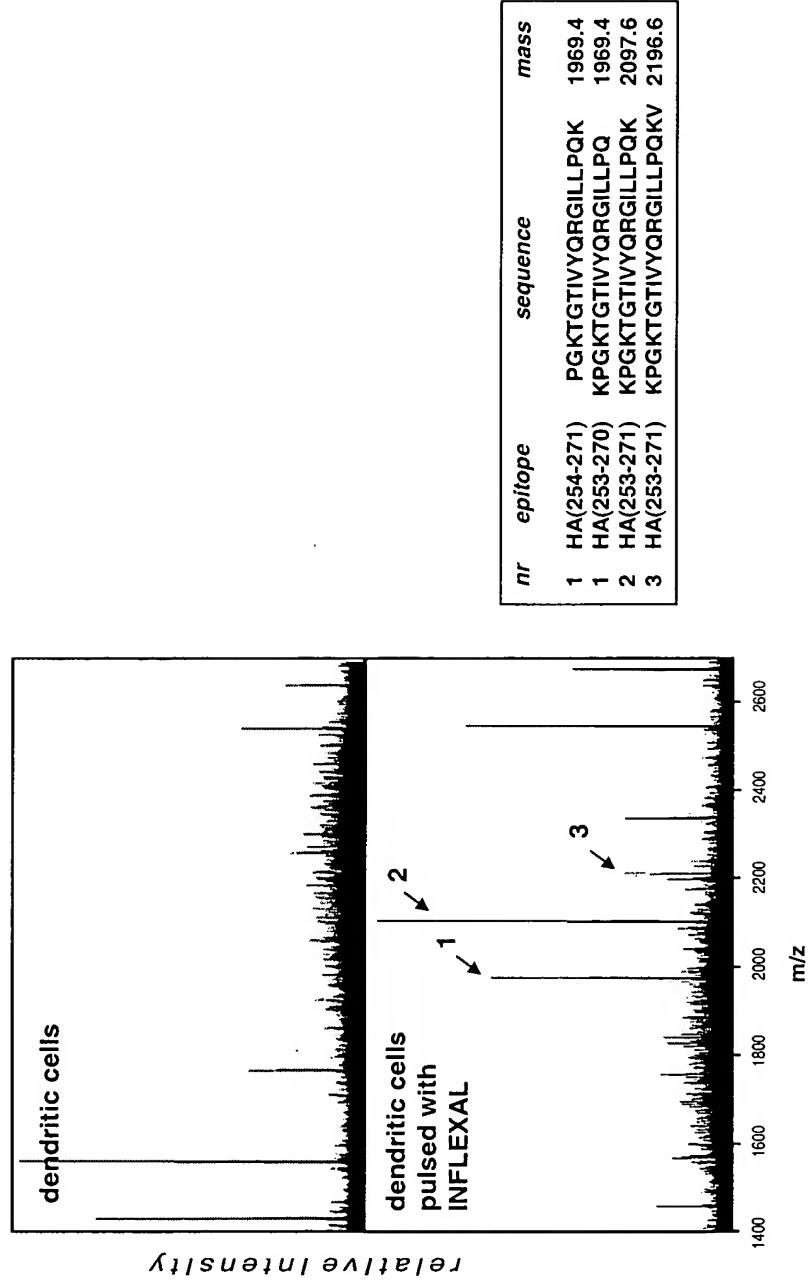 relative intensity
dendritic cells
dendritic cells
pulsed with
INFLEXAL
1
2
3
1400 1600 1800 2000 2200 2400 2600
m/z
nr epitope sequence mass
1 HA(254-271) PGKTGTIVYQRGILLPQK 1969.4
1 HA(253-270) KPGKTGTIVYQRGILLPQ 1969.4
2 HA(253-271) KPGKTGTIVYQRGILLPQK 2097.6
3 HA(253-271) KPGKTGTIVYQRGILLPQKV 2196.6